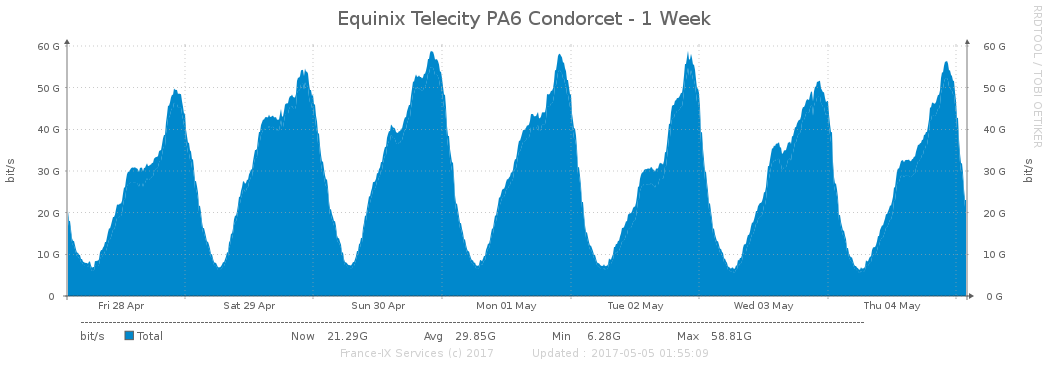 Equinix Telecity PA6 Condorcet - 1 Week
RRDTOOL / TOBI OETIKER
60 G 60 G
50 G 50 G
40 G 40 G
30 G 30 G
20 G 20 G
10 G 10 G
0 0 G
bit/s bit/s
Fri 28 Apr Sat 29 Apr Sun 30 Apr Mon 01 May Tue 02 May Wed 03 May Thu 04 May
bit/s Total Now 21.29G Avg 29.85G Min 6.28G Max 58.81G
France-IX Services (c) 2017 Updated : 2017-05-05 01:55:09